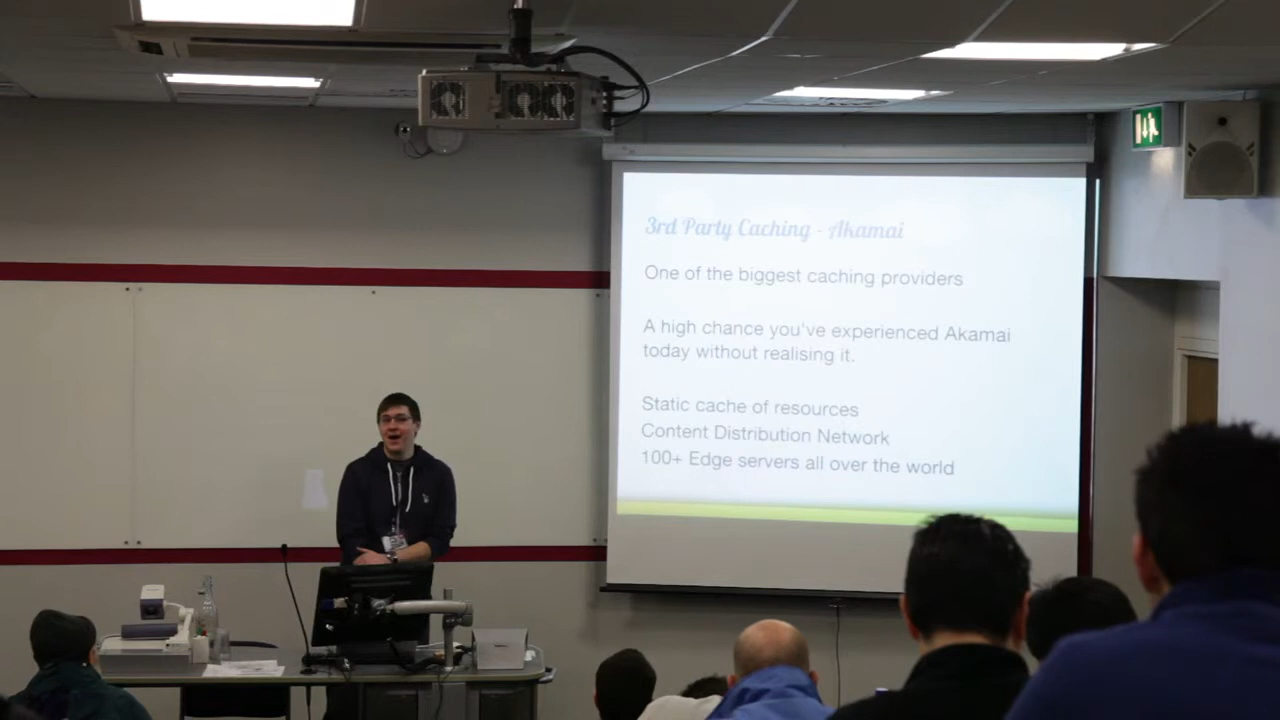 3rd Party Caching - Akamai
One of the biggest caching providers
A high chance you've experienced Akamai
today without realising it.
Static cache of resources
Content Distribution Network
100+ Edge servers all over the world